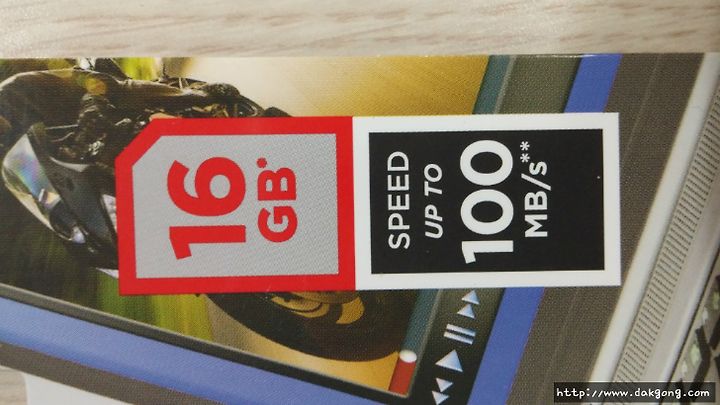 16
GB*
SPEED
UP TO
100
MB/s**
http://www.dakgong.com